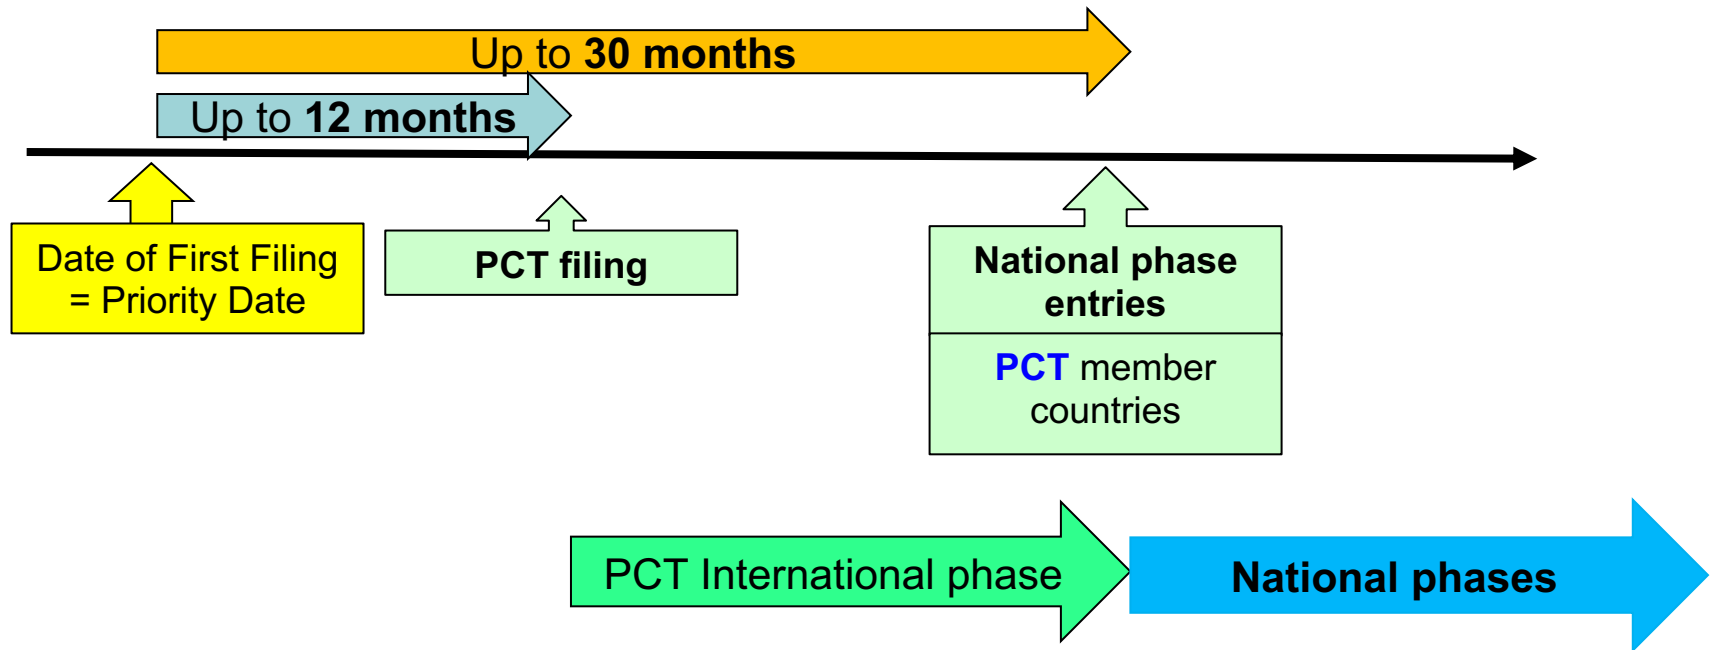 Up to 30 months
Up to 12 months
Date of First Filing
= Priority Date
PCT filing
National phase
entries
PCT member
countries
PCT International phase
National phases